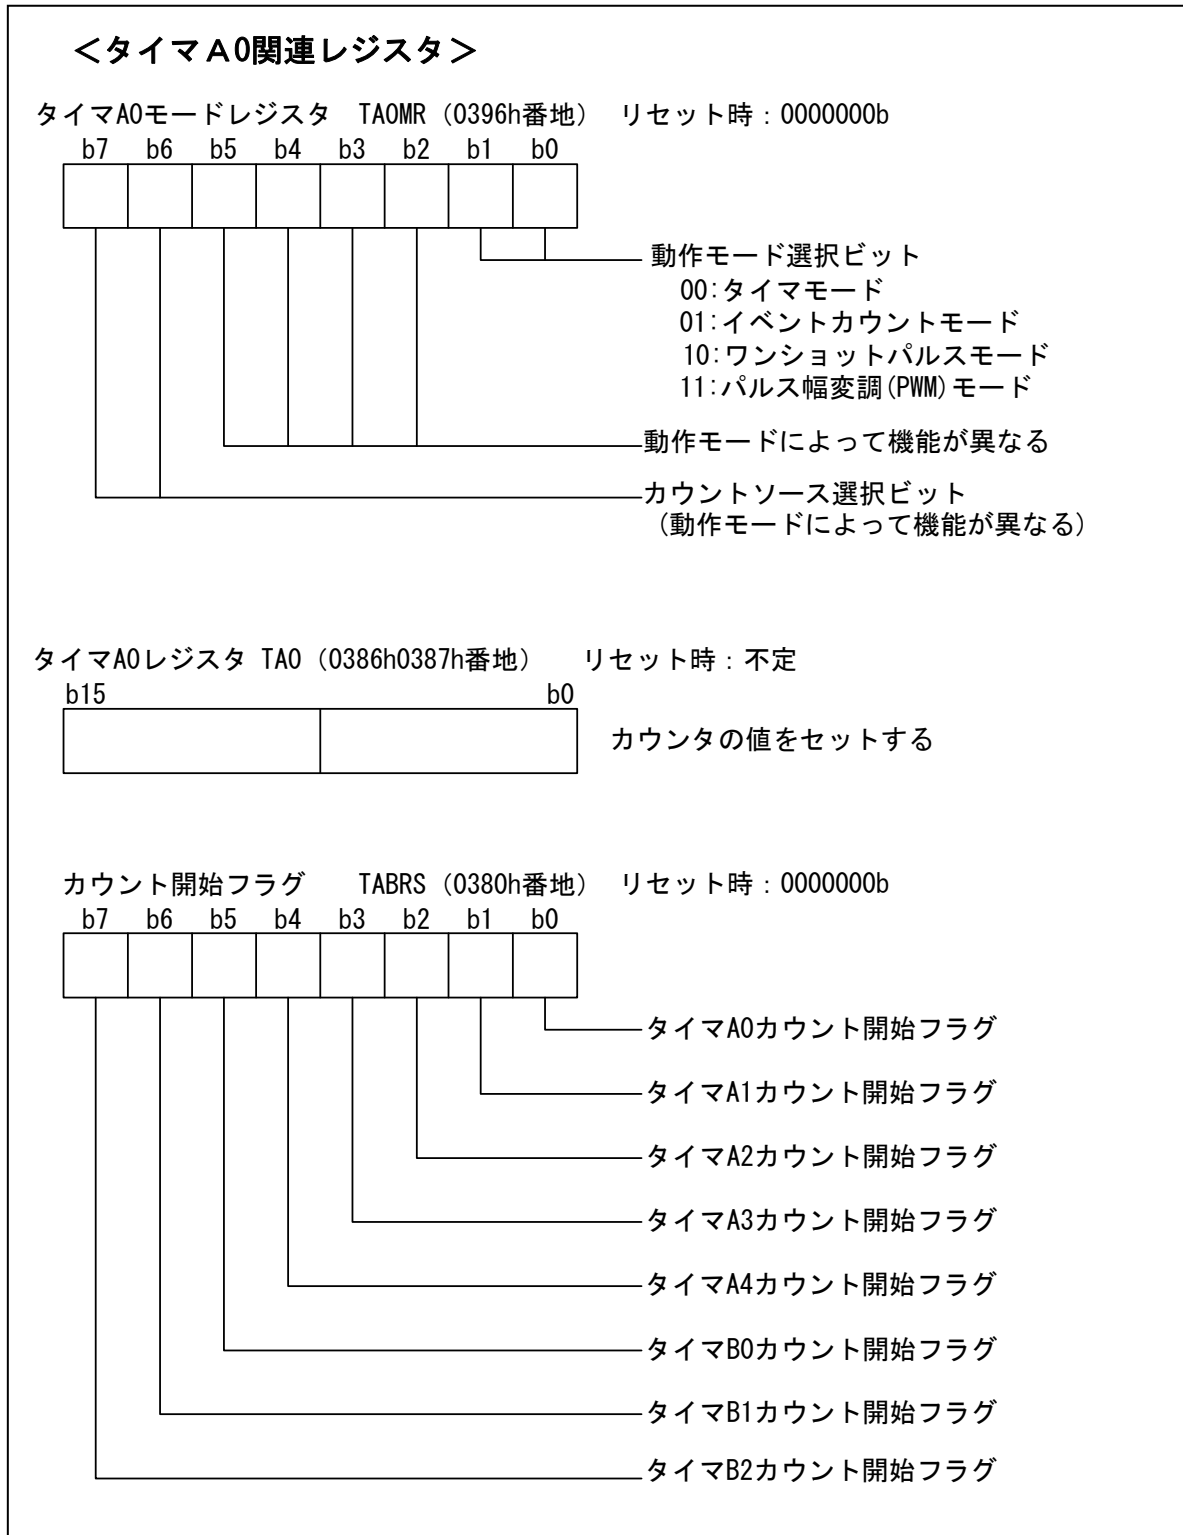 ＜タイマＡ0関連レジスタ＞
タイマA0モードレジスタ　TA0MR（0396h番地）　リセット時：0000000b
b7 b6 b5 b4 b3 b2 b1 b0
動作モード選択ビット
00:タイマモード
01:イベントカウントモード
10:ワンショットパルスモード
11:パルス幅変調(PWM)モード
動作モードによって機能が異なる
カウントソース選択ビット
(動作モードによって機能が異なる)
タイマA0レジスタ TA0（0386h0387h番地）　リセット時：不定
b15 b0
カウンタの値をセットする
カウント開始フラグ　TABRS（0380h番地）　リセット時：0000000b
b7 b6 b5 b4 b3 b2 b1 b0
タイマA0カウント開始フラグ
タイマA1カウント開始フラグ
タイマA2カウント開始フラグ
タイマA3カウント開始フラグ
タイマA4カウント開始フラグ
タイマB0カウント開始フラグ
タイマB1カウント開始フラグ
タイマB2カウント開始フラグ